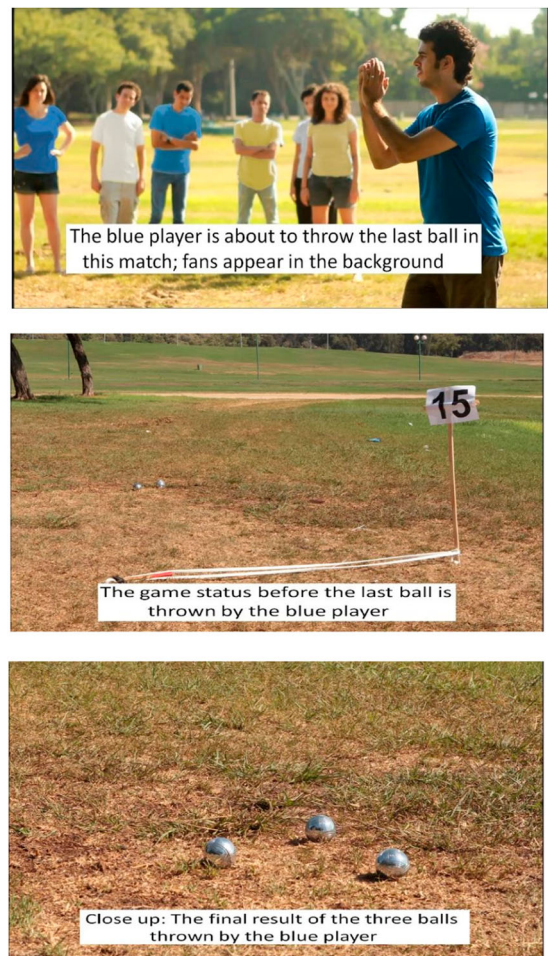 The blue player is about to throw the last ball in
this match; fans appear in the background
15
The game status before the last ball is
thrown by the blue player
Close up: The final result of the three balls
thrown by the blue player